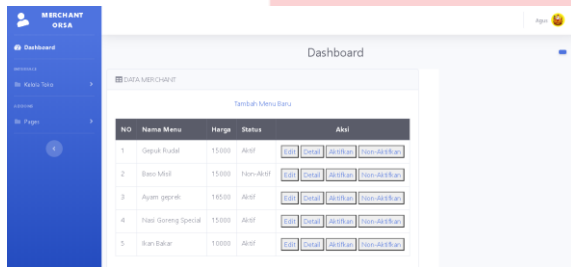 MERCHANT
ORSA
Agus
Dashboard
Dashboard
INTERFACE
Kelola Toko
DATA MERCHANT
Tambah Menu Baru
Pages
NO Nama Menu Harga Status Aksi
1 Gepuk Rudal 15000 Aktif Edit Detail Aktifkan Non-Aktifkan
2 Baso Misil 15000 Non-Aktif Edit Detail Aktifkan Non-Aktifkan
3 Ayam geprek 16500 Aktif Edit Detail Aktifkan Non-Aktifkan
4 Nasi Goreng Special 15000 Aktif Edit Detail Aktifkan Non-Aktifkan
5 Ikan Bakar 10000 Aktif Edit Detail Aktifkan Non-Aktifkan